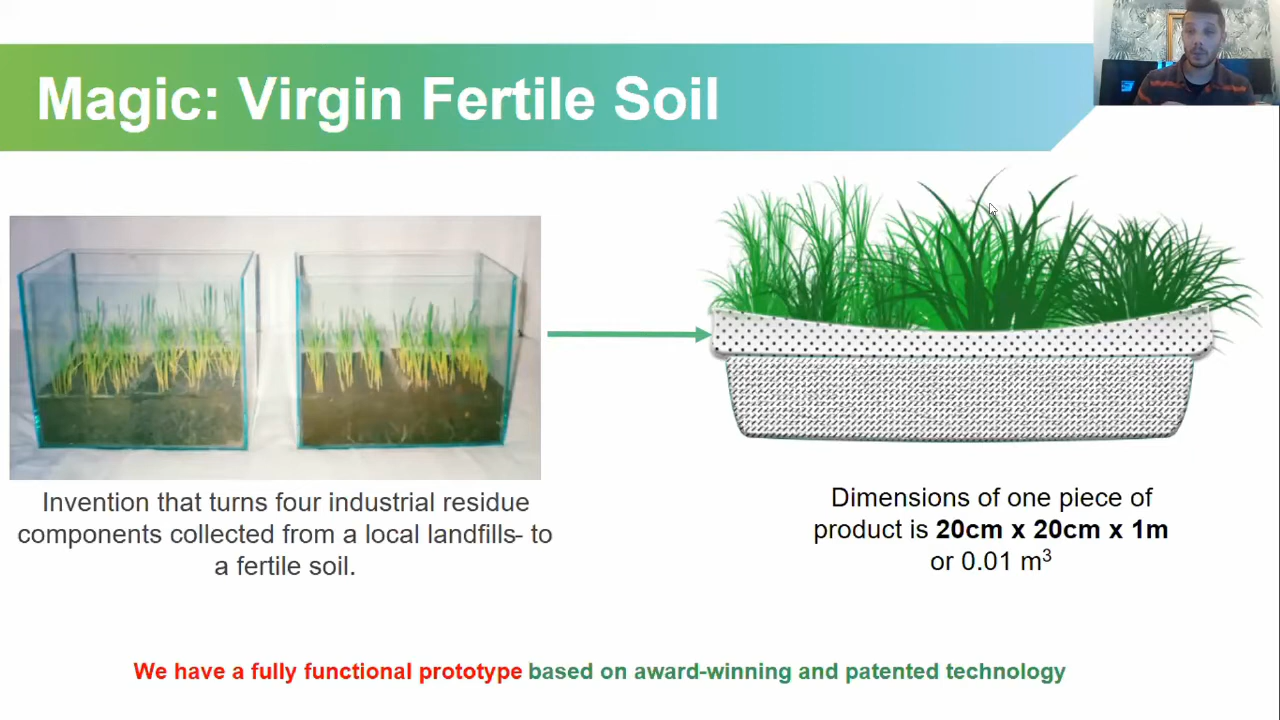 Magic: Virgin Fertile Soil
Invention that turns four industrial residue
components collected from a local landfills- to
a fertile soil.
Dimensions of one piece of
product is 20cm x 20cm x 1m
or 0.01 m³
We have a fully functional prototype based on award-winning and patented technology